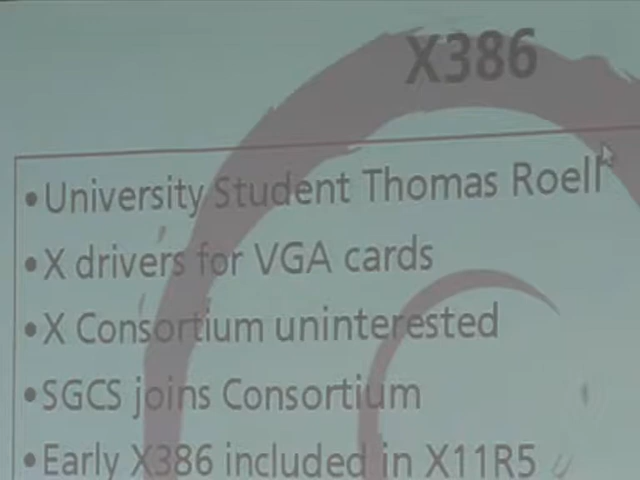 X386
•University Student Thomas Roell
•X drivers for VGA cards
•X Consortium uninterested
•SGCS joins Consortium
•Early X386 included in X11R5